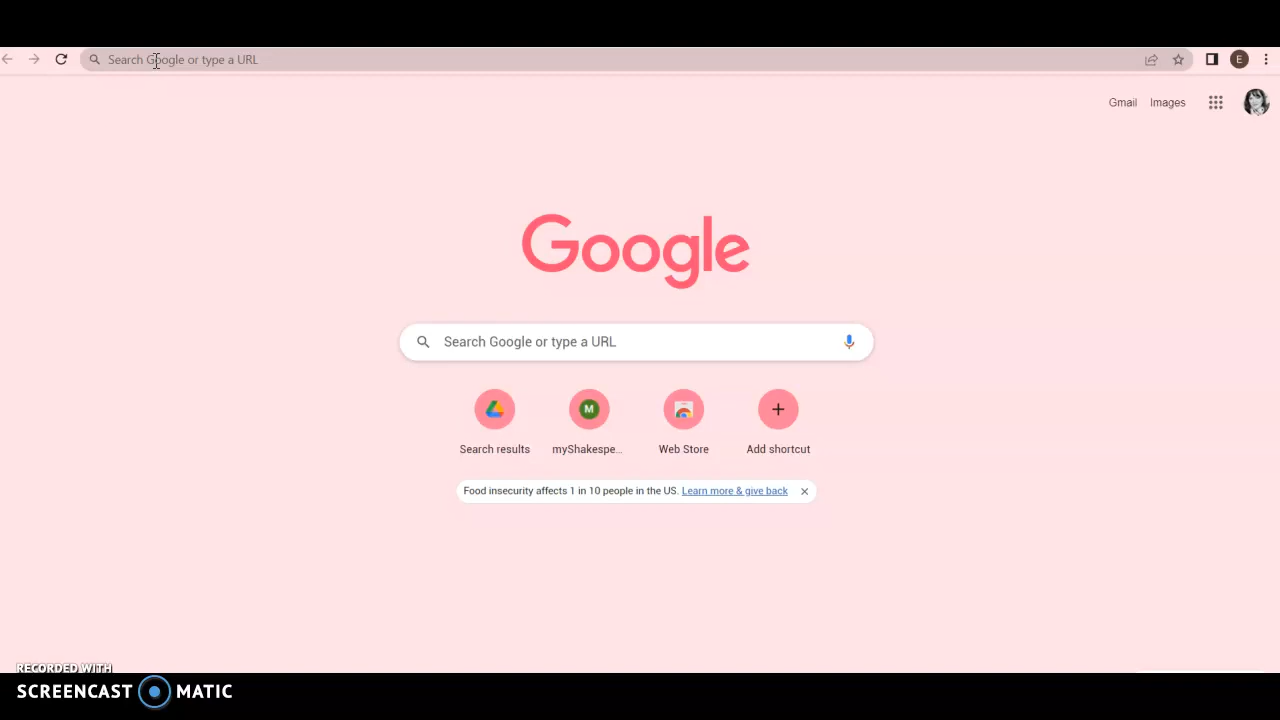 Search Google or type a URL
E
Gmail Images
Google
Search Google or type a URL
M
Search results myShakespe... Web Store Add shortcut
Food insecurity affects 1 in 10 people in the US. Learn more & give back
RECORDED WITH
SCREENCAST MATIC